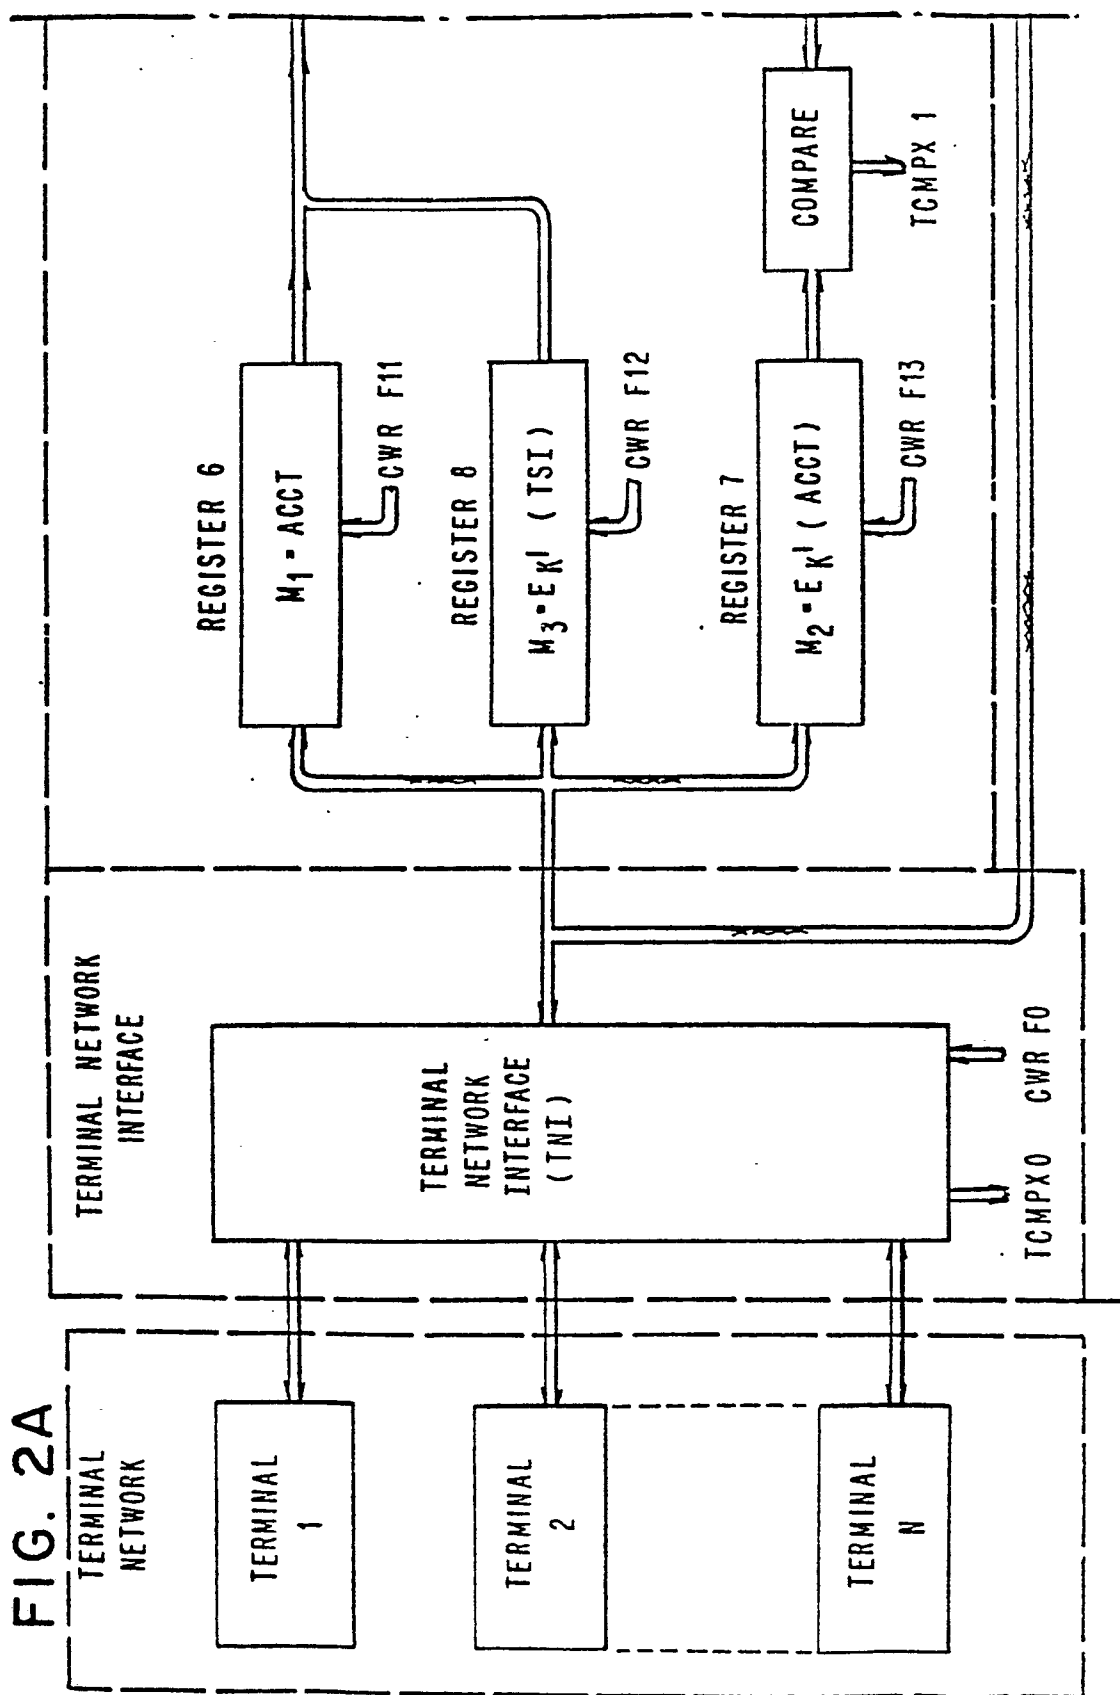 FIG. 2A
TERMINAL
NETWORK
TERMINAL
1
TERMINAL
2
TERMINAL
N
TERMINAL NETWORK
INTERFACE
TERMINAL
NETWORK
INTERFACE
(TNI)
TCMPX0
CWR F0
REGISTER 6
M1 = ACCT
CWR F11
REGISTER 8
M3 = EK' (TSI)
CWR F12
REGISTER 7
M2 = EK' (ACCT)
CWR F13
COMPARE
TCMPX 1